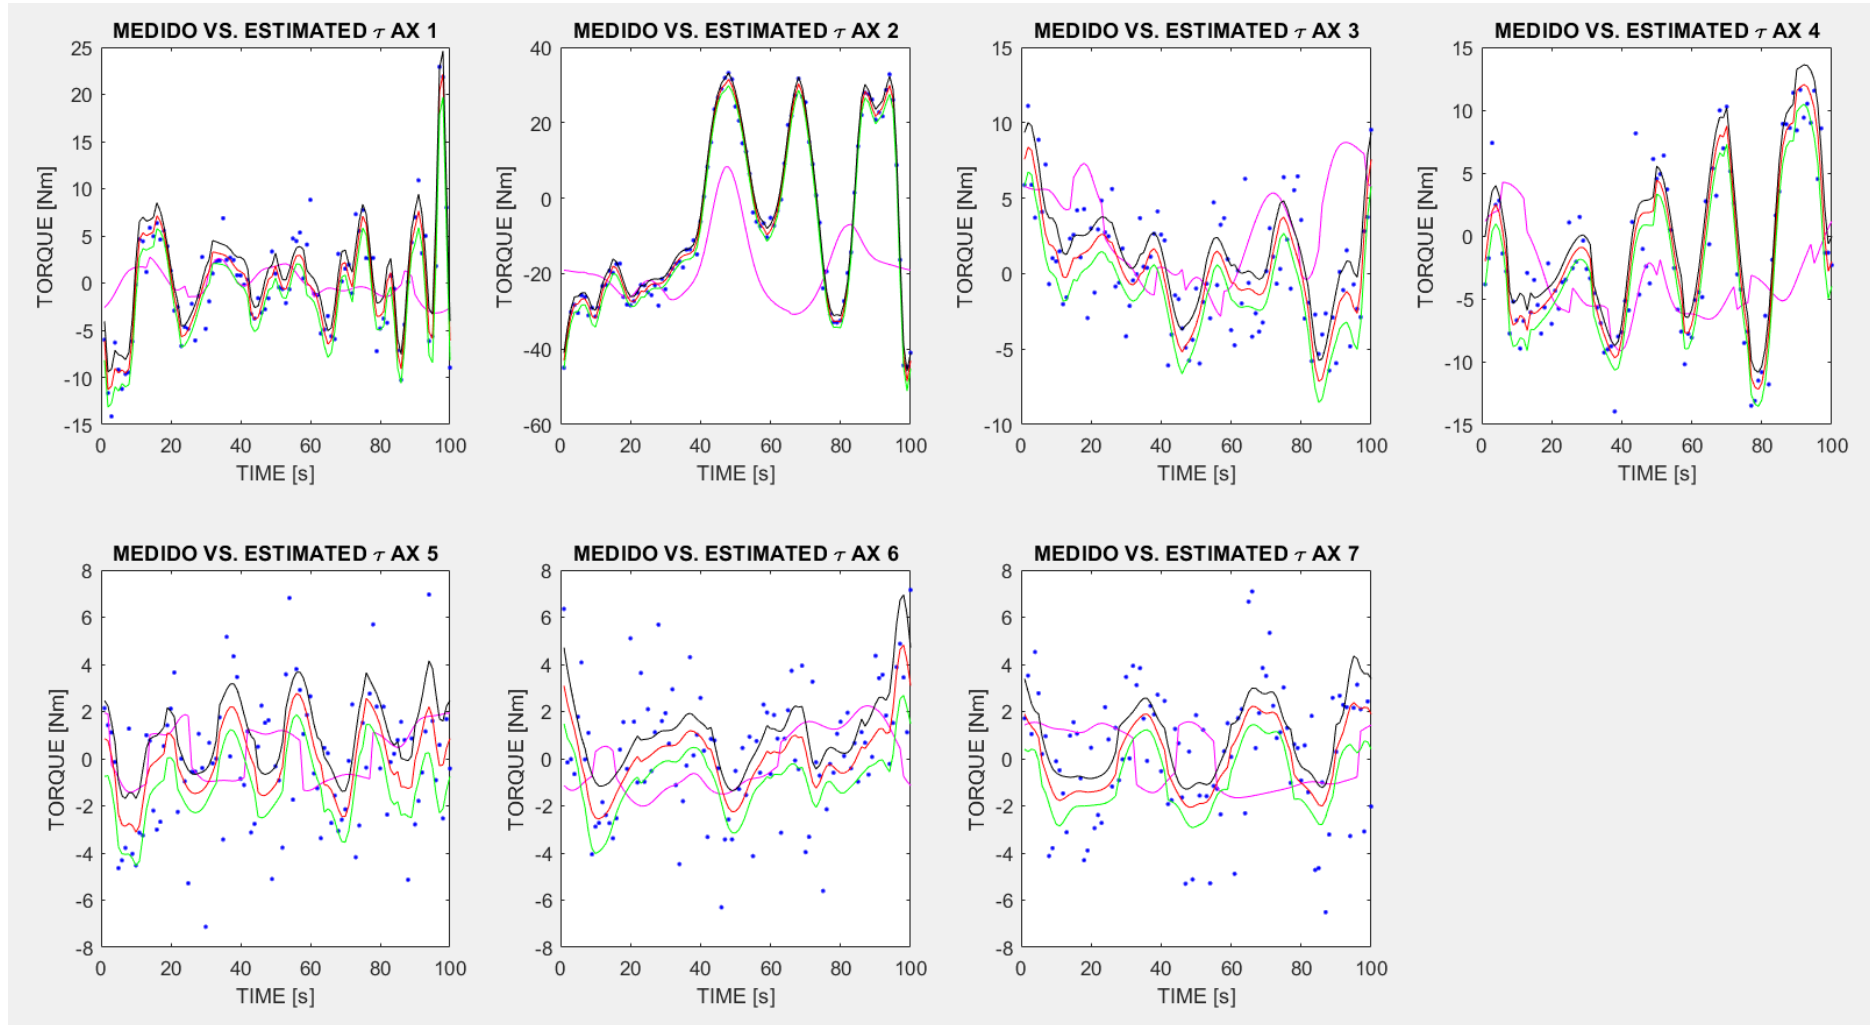 MEDIDO VS. ESTIMATED τ AX 1
25
20
15
10
5
0
-5
-10
-15
TORQUE [Nm]
0 20 40 60 80 100
TIME [s]
MEDIDO VS. ESTIMATED τ AX 2
40
20
0
-20
-40
-60
TORQUE [Nm]
0 20 40 60 80 100
TIME [s]
MEDIDO VS. ESTIMATED τ AX 3
15
10
5
0
-5
-10
TORQUE [Nm]
0 20 40 60 80 100
TIME [s]
MEDIDO VS. ESTIMATED τ AX 4
15
10
5
0
-5
-10
-15
TORQUE [Nm]
0 20 40 60 80 100
TIME [s]
MEDIDO VS. ESTIMATED τ AX 5
8
6
4
2
0
-2
-4
-6
-8
TORQUE [Nm]
0 20 40 60 80 100
TIME [s]
MEDIDO VS. ESTIMATED τ AX 6
8
6
4
2
0
-2
-4
-6
-8
TORQUE [Nm]
0 20 40 60 80 100
TIME [s]
MEDIDO VS. ESTIMATED τ AX 7
8
6
4
2
0
-2
-4
-6
-8
TORQUE [Nm]
0 20 40 60 80 100
TIME [s]